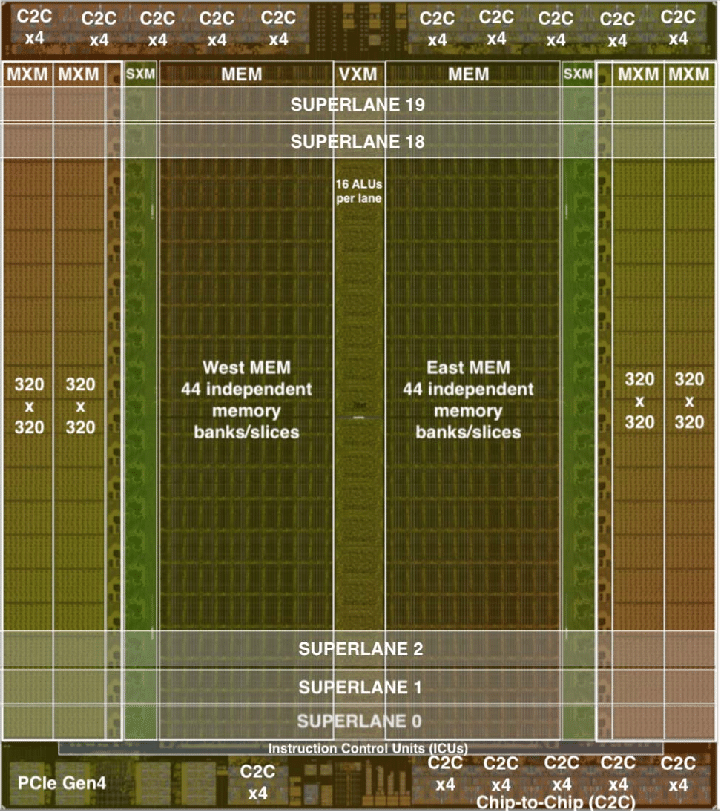 C2C C2C C2C C2C C2C C2C C2C C2C C2C C2C
x4 x4 x4 x4 x4 x4 x4 x4 x4 x4
MXM MXM SXM MEM VXM MEM SXM MXM MXM
SUPERLANE 19
SUPERLANE 18
16 ALUs
per lane
West MEM
44 independent
memory
banks/slices
East MEM
44 independent
memory
banks/slices
320 320 320 320
x x x x
320 320 320 320
SUPERLANE 2
SUPERLANE 1
SUPERLANE 0
Instruction Control Units (ICUs)
PCIe Gen4
C2C C2C C2C C2C C2C C2C
x4 x4 x4 x4 x4 x4
Chip-to-Chip (C2C)